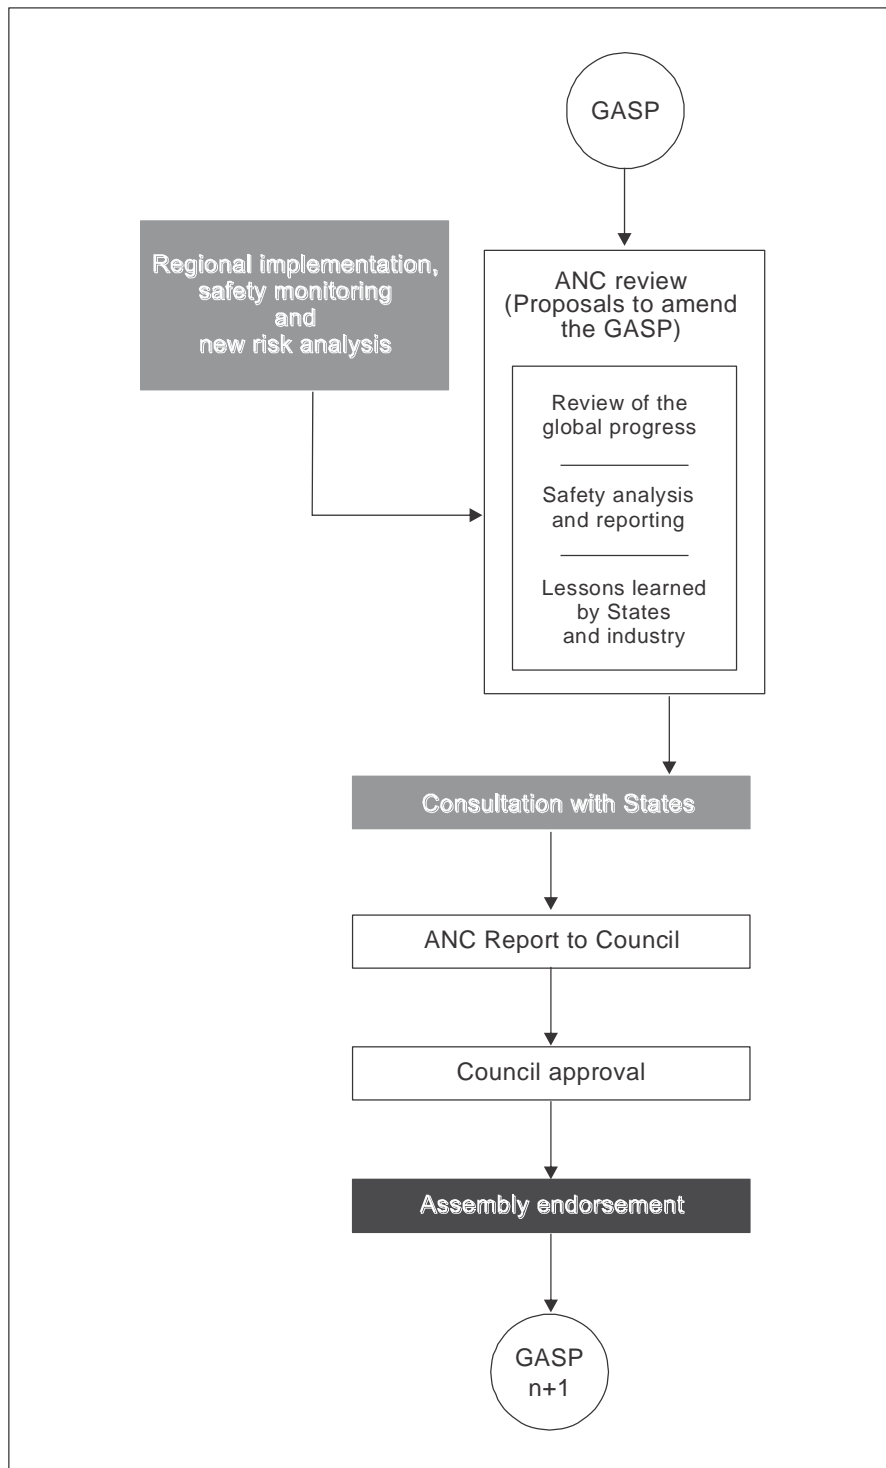 GASP
Regional implementation,
safety monitoring
and
new risk analysis
ANC review
(Proposals to amend
the GASP)
Review of the
global progress
Safety analysis
and reporting
Lessons learned
by States
and industry
Consultation with States
ANC Report to Council
Council approval
Assembly endorsement
GASP
n+1